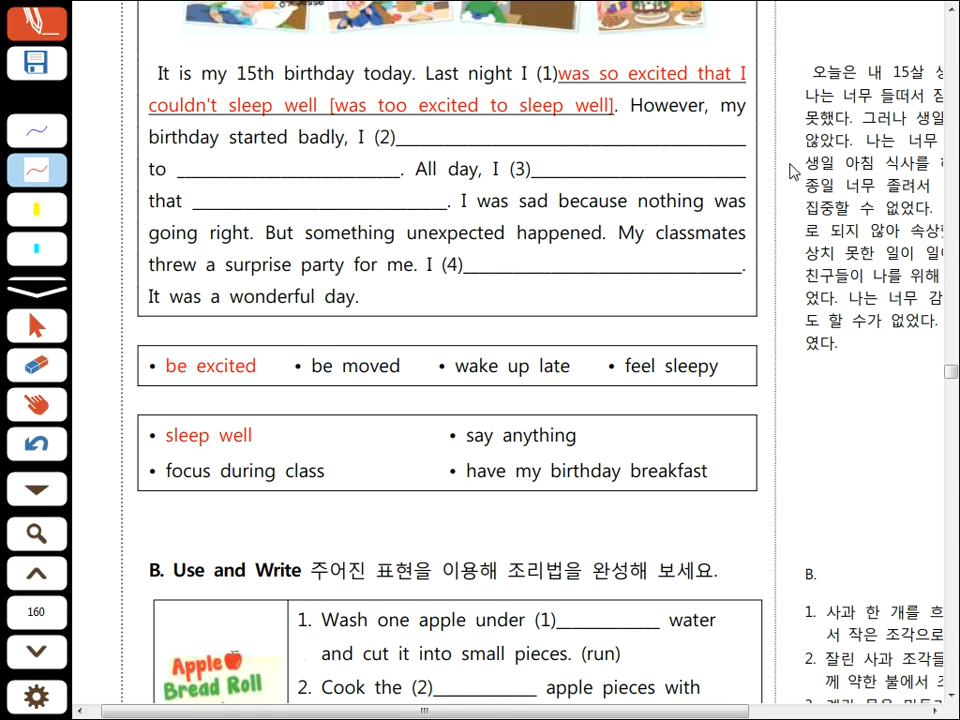 It is my 15th birthday today. Last night I (1)was so excited that I
couldn't sleep well [was too excited to sleep well]. However, my
birthday started badly, I (2)
to ____. All day, I (3)
that ____. I was sad because nothing was
going right. But something unexpected happened. My classmates
threw a surprise party for me. I (4)____.
It was a wonderful day.
• be excited • be moved • wake up late • feel sleepy
• sleep well • say anything
• focus during class • have my birthday breakfast
B. Use and Write 주어진 표현을 이용해 조리법을 완성해 보세요.
1. Wash one apple under (1)____ water
and cut it into small pieces. (run)
2. Cook the (2)____ apple pieces with
Apple
Bread Roll
오늘은 내 15살
나는 너무 들떠서
못했다. 그러나
않았다. 나는 너무
생일 아침 식사를
종일 너무 졸려서
집중할 수 없었다.
로 되지 않아
상치 못한 일이
친구들이 나를 위해
었다. 나는 너무
도 할 수가 없었다.
였다.
B.
1. 사과 한 개를
서 작은 조각으로
2. 잘린 사과
께 약한 불에서
160